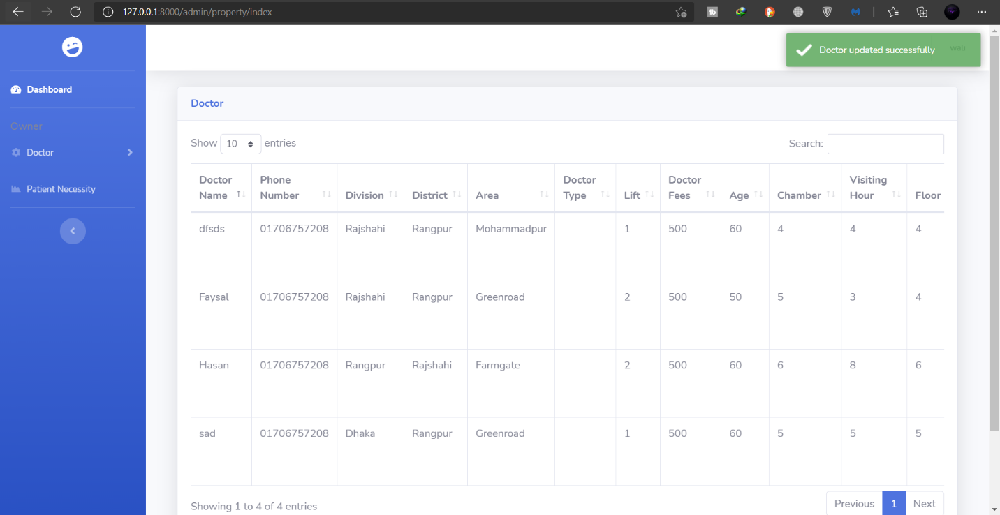 127.0.0.1:8000/admin/property/index
Doctor updated successfully
wali
Dashboard
Owner
Doctor
Patient Necessity
Doctor
Show 10 entries
Search:
Doctor Name Phone Number Division District Area Doctor Type Lift Doctor Fees Age Chamber Visiting Hour Floor
dfsds 01706757208 Rajshahi Rangpur Mohammadpur 1 500 60 4 4 4
Faysal 01706757208 Rajshahi Rangpur Greenroad 2 500 50 5 3 4
Hasan 01706757208 Rangpur Rajshahi Farmgate 2 500 60 6 8 6
sad 01706757208 Dhaka Rangpur Greenroad 1 500 60 5 5 5
Showing 1 to 4 of 4 entries
Previous 1 Next